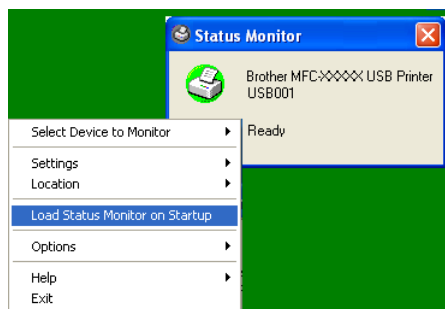 Status Monitor
Brother MFC-XXXX USB Printer
USB001
Ready
Select Device to Monitor
Settings
Location
Load Status Monitor on Startup
Options
Help
Exit